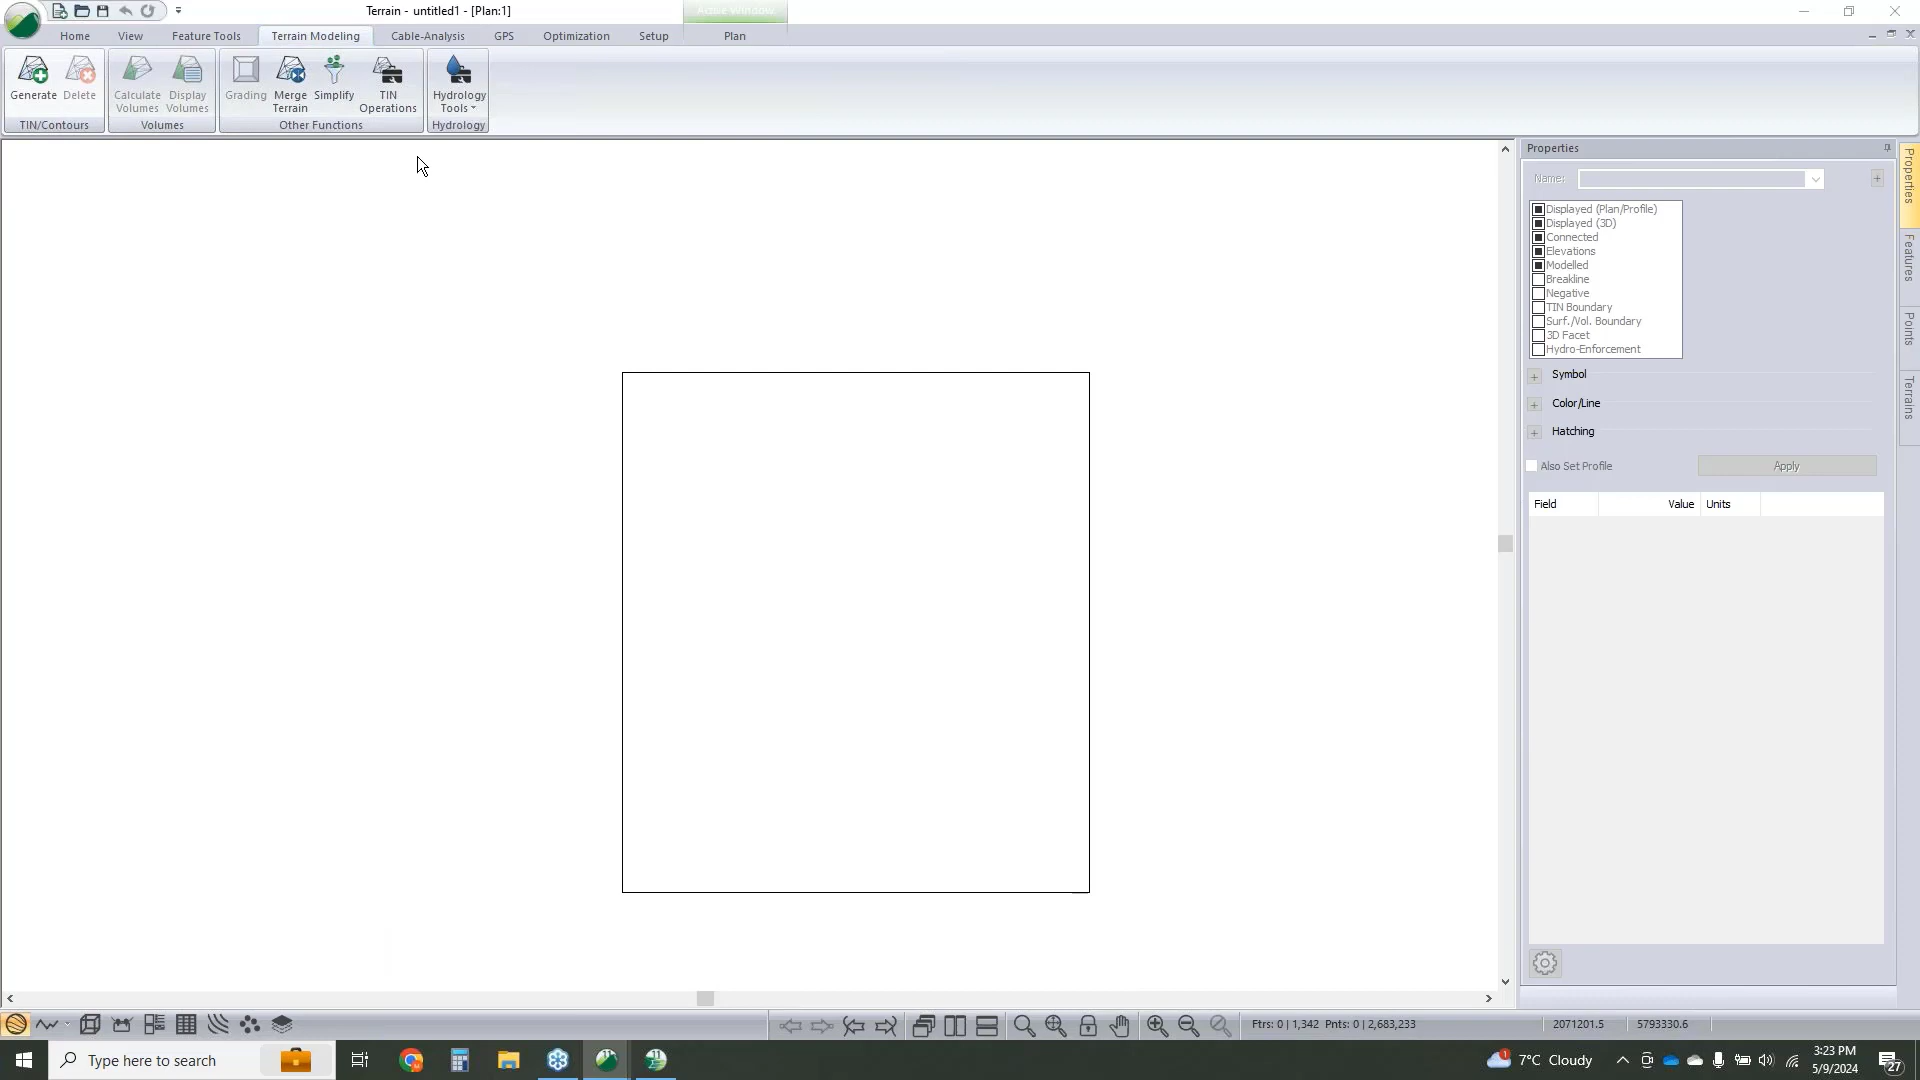 Terrain - untitled1 - [Plan:1]
Active Window
Home View Feature Tools Terrain Modeling Cable-Analysis GPS Optimization Setup Plan
Generate Delete Calculate Volumes Display Volumes Grading Merge Terrain Simplify TIN Operations Hydrology Tools
TIN/Contours Volumes Other Functions Hydrology
Properties
Name:
Displayed (Plan/Profile)
Displayed (3D)
Connected
Elevations
Modelled
Breakline
Negative
TIN Boundary
Surf./Vol. Boundary
3D Facet
Hydro-Enforcement
Symbol
Color/Line
Hatching
Also Set Profile Apply
Field Value Units
Properties
Features
Points
Terrains
Ftrs: 0 | 1,342 Pnts: 0 | 2,683,233 2071201.5 5793330.6
Type here to search
1
7°C Cloudy
3:23 PM
5/9/2024
27